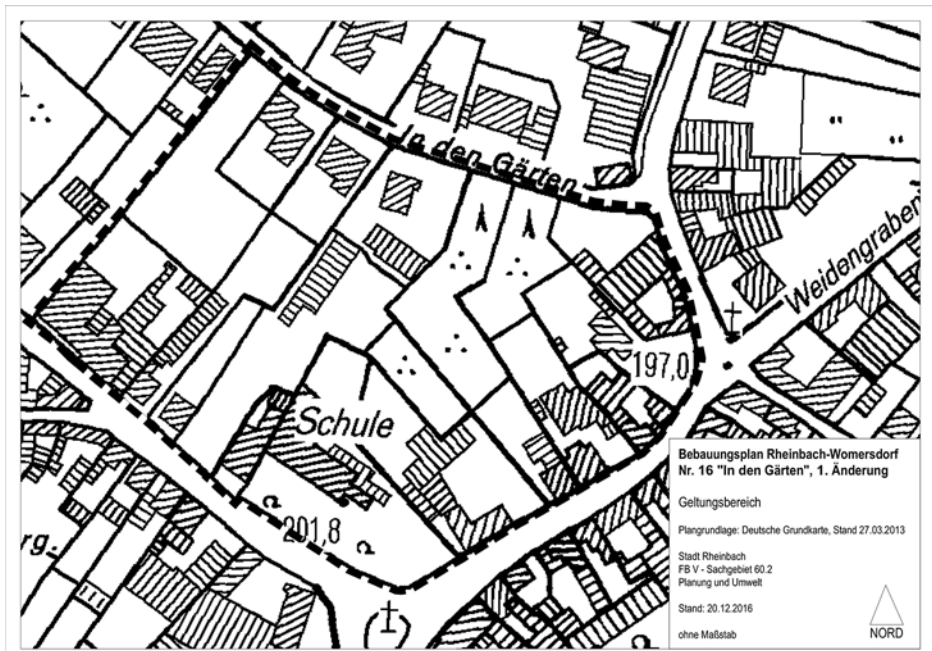 In den Gärten
Weidengraben
197,0
Schule
201,8
rg.
Bebauungsplan Rheinbach-Womersdorf
Nr. 16 "In den Gärten", 1. Änderung
Geltungsbereich
Plangrundlage: Deutsche Grundkarte, Stand 27.03.2013
Stadt Rheinbach
FB V - Sachgebiet 60.2
Planung und Umwelt
Stand: 20.12.2016
ohne Maßstab
NORD